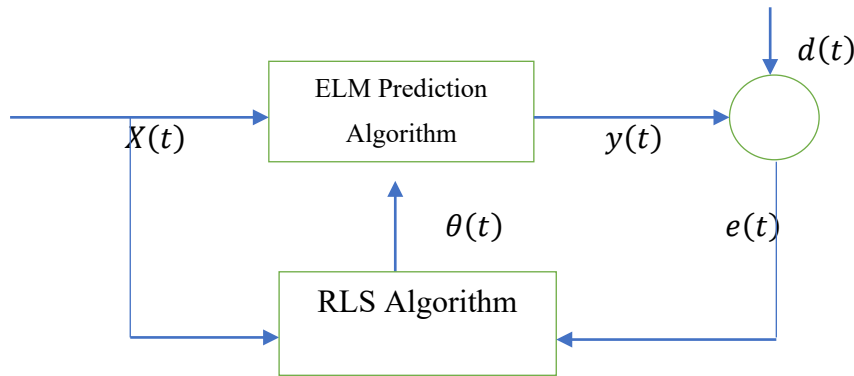 d(t)
ELM Prediction
Algorithm
X(t)
y(t)
θ(t)
e(t)
RLS Algorithm